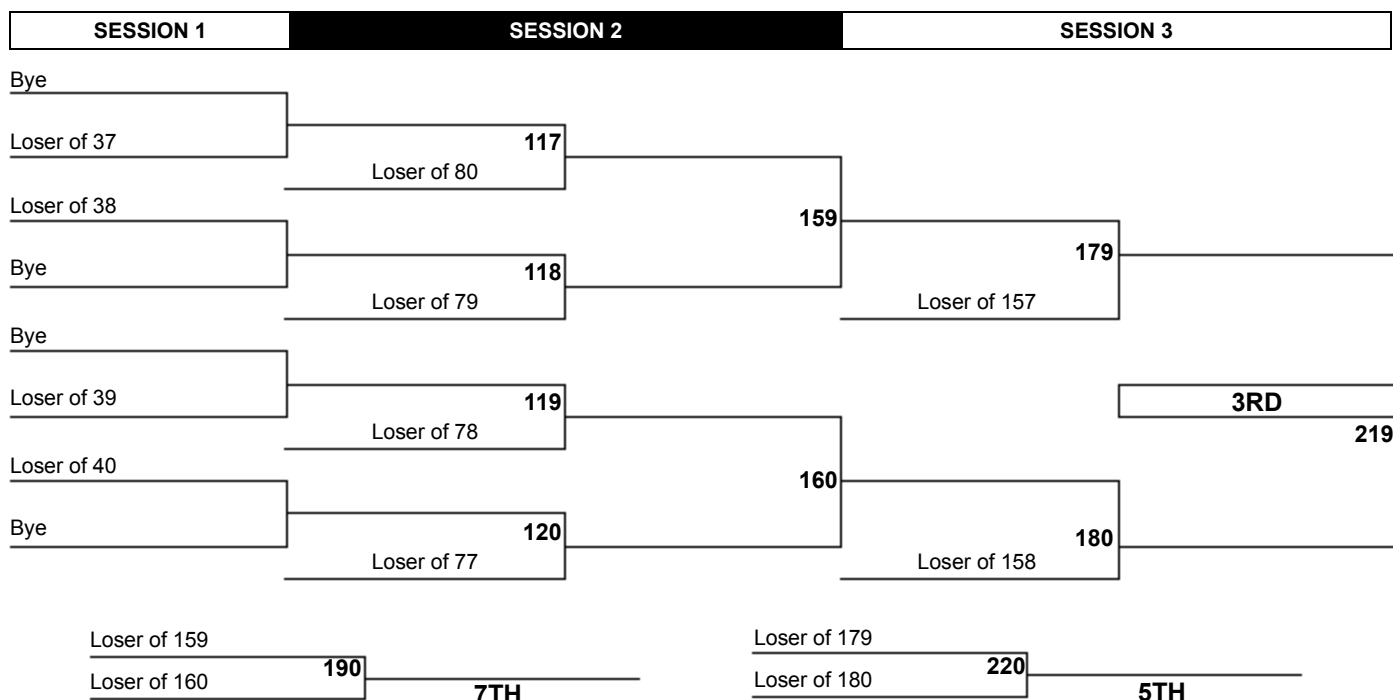 SESSION 1 SESSION 2 SESSION 3
Bye
Loser of 37
117
Loser of 80
Loser of 38
159
179
Bye
118
Loser of 79
Loser of 157
Bye
Loser of 39
119
3RD
Loser of 78
219
Loser of 40
160
Bye
120
180
Loser of 77
Loser of 158
Loser of 159
190
Loser of 160
7TH
Loser of 179
220
Loser of 180
5TH